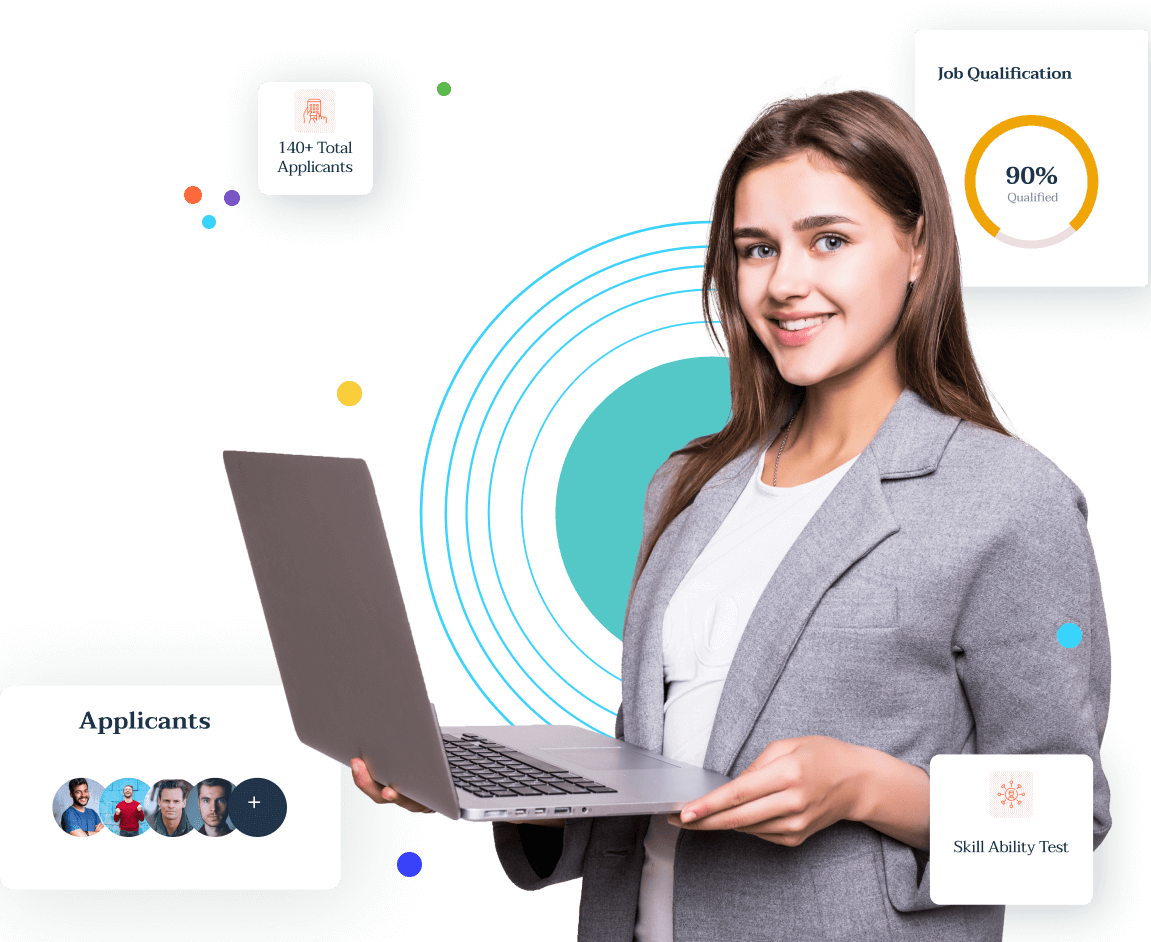 Job Qualification
140+ Total
Applicants
90%
Qualified
Applicants
+
Skill Ability Test